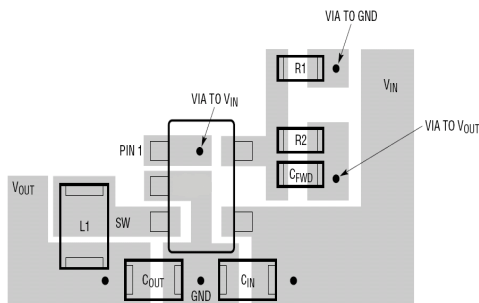 VIA TO GND
R1
VIN
VIA TO VIN
VIA TO VOUT
PIN 1
R2
CFWD
VOUT
L1
SW
COUT
GND
CIN